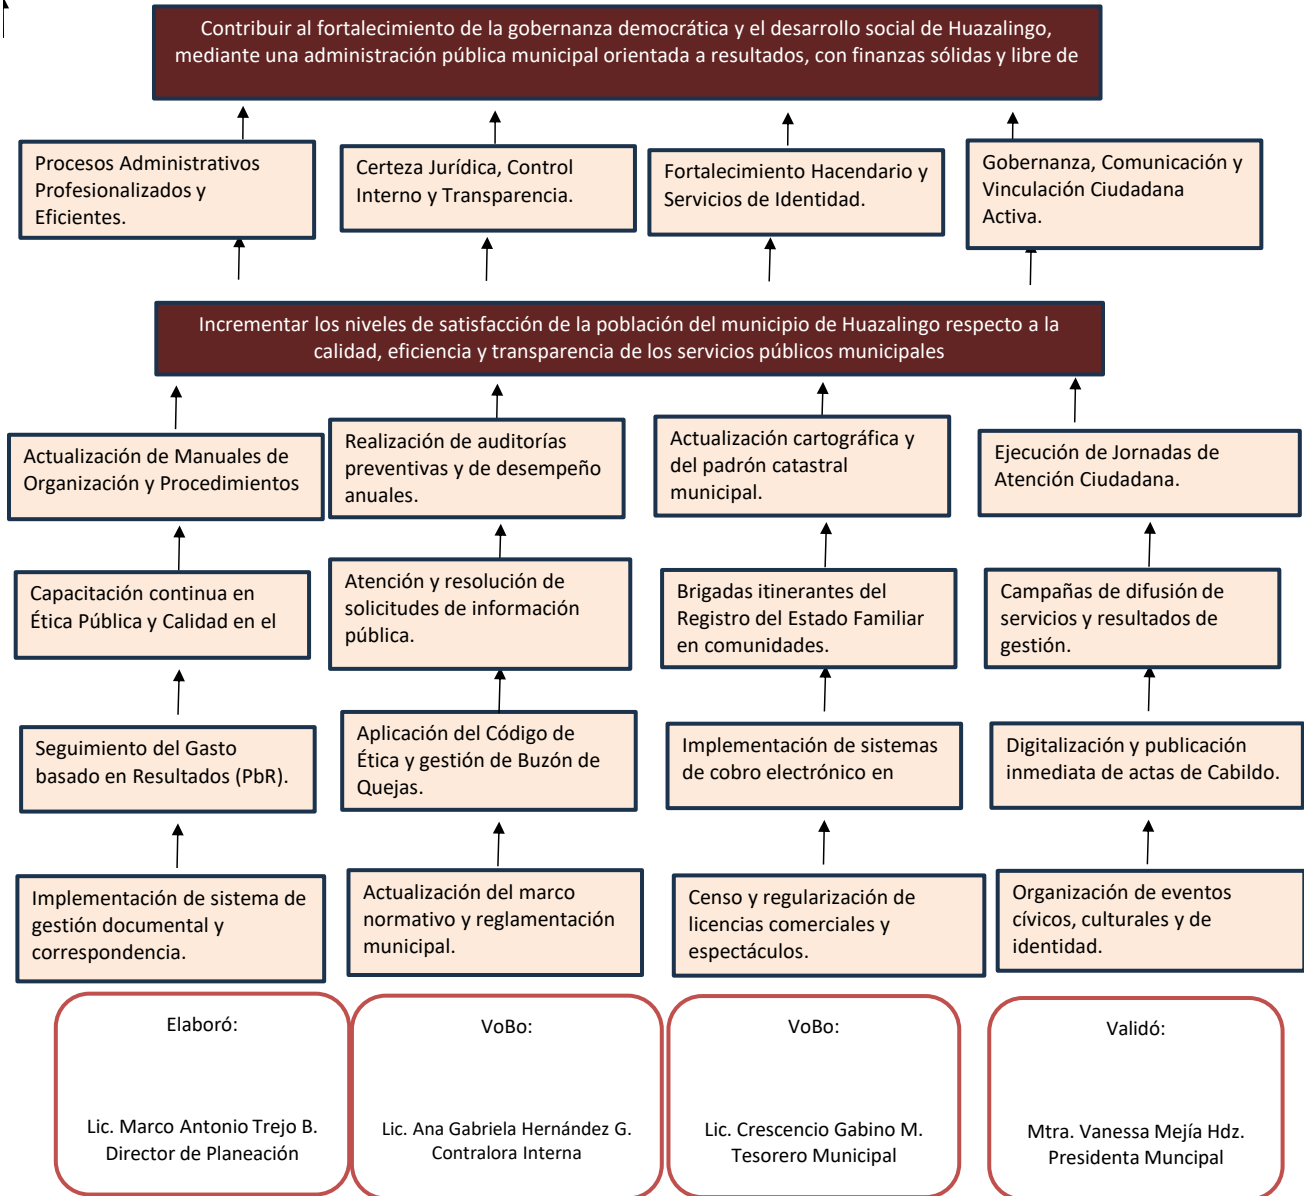 Contribuir al fortalecimiento de la gobernanza democrática y el desarrollo social de Huazalingo,
mediante una administración pública municipal orientada a resultados, con finanzas sólidas y libre de
Procesos Administrativos
Profesionalizados y
Eficientes.
Certeza Jurídica, Control
Interno y Transparencia.
Fortalecimiento Hacendario y
Servicios de Identidad.
Gobernanza, Comunicación y
Vinculación Ciudadana
Activa.
Incrementar los niveles de satisfacción de la población del municipio de Huazalingo respecto a la
calidad, eficiencia y transparencia de los servicios públicos municipales
Actualización de Manuales de
Organización y Procedimientos
Realización de auditorías
preventivas y de desempeño
anuales.
Actualización cartográfica y
del padrón catastral
municipal.
Ejecución de Jornadas de
Atención Ciudadana.
Capacitación continua en
Ética Pública y Calidad en el
Atención y resolución de
solicitudes de información
pública.
Brigadas itinerantes del
Registro del Estado Familiar
en comunidades.
Campañas de difusión de
servicios y resultados de
gestión.
Seguimiento del Gasto
basado en Resultados (PbR).
Aplicación del Código de
Ética y gestión de Buzón de
Quejas.
Implementación de sistemas
de cobro electrónico en
Digitalización y publicación
inmediata de actas de Cabildo.
Implementación de sistema de
gestión documental y
correspondencia.
Actualización del marco
normativo y reglamentación
municipal.
Censo y regularización de
licencias comerciales y
espectáculos.
Organización de eventos
cívicos, culturales y de
identidad.
Elaboró:
Lic. Marco Antonio Trejo B.
Director de Planeación
VoBo:
Lic. Ana Gabriela Hernández G.
Contralora Interna
VoBo:
Lic. Crescencio Gabino M.
Tesorero Municipal
Validó:
Mtra. Vanessa Mejía Hdz.
Presidenta Muncipal